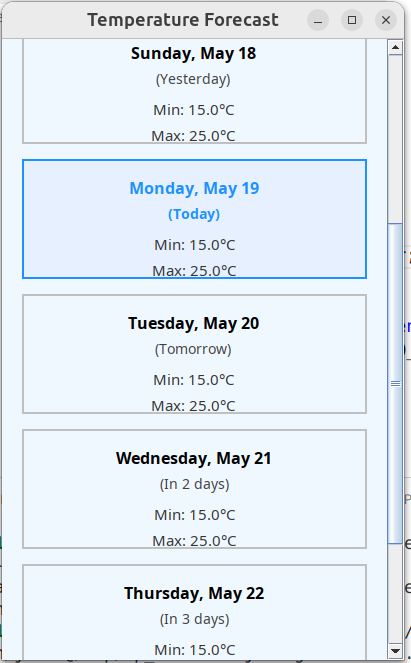 Temperature Forecast
Sunday, May 18
(Yesterday)
Min: 15.0°C
Max: 25.0°C
Monday, May 19
(Today)
Min: 15.0°C
Max: 25.0°C
Tuesday, May 20
(Tomorrow)
Min: 15.0°C
Max: 25.0°C
Wednesday, May 21
(In 2 days)
Min: 15.0°C
Max: 25.0°C
Thursday, May 22
(In 3 days)
Min: 15.0°C